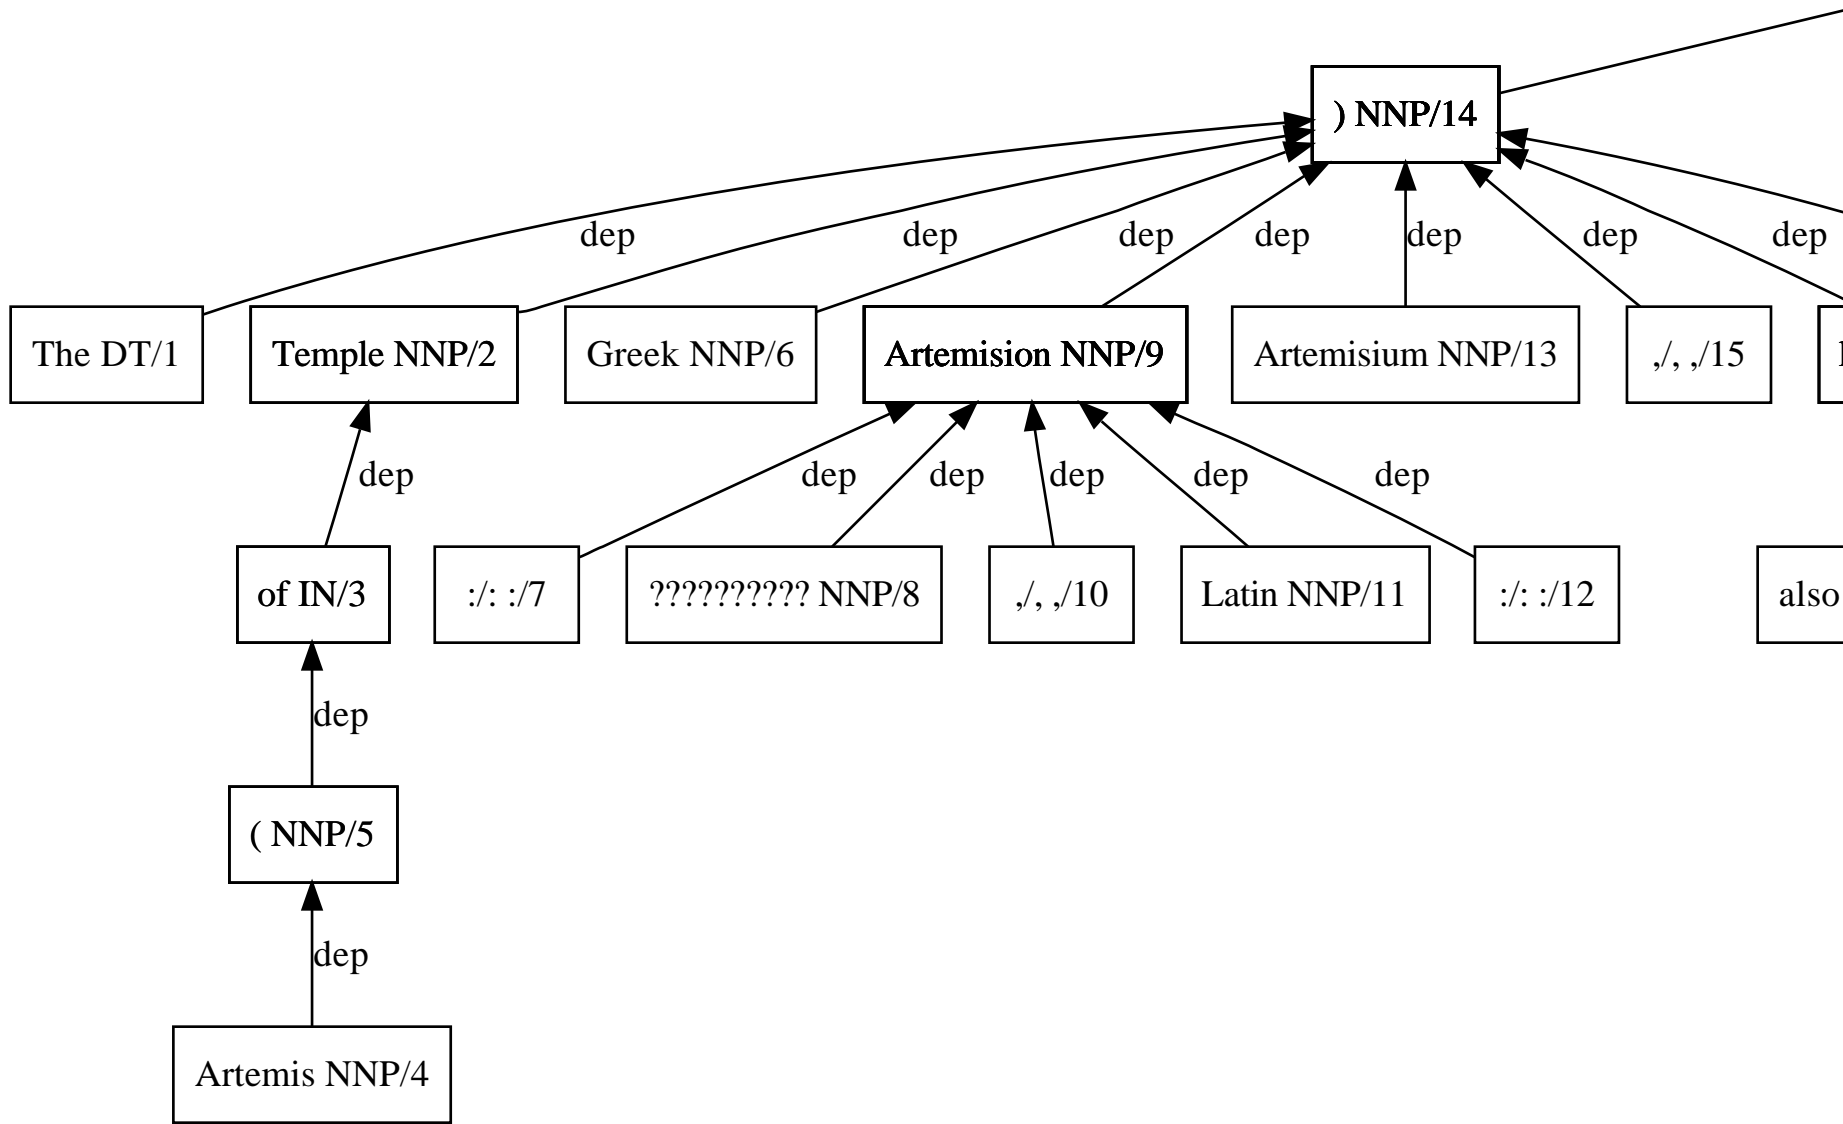 ) NNP/14
dep dep dep dep dep dep dep
The DT/1 Temple NNP/2 Greek NNP/6 Artemision NNP/9 Artemisium NNP/13 ,/, ,/15
dep dep dep dep dep dep
of IN/3 :/: :/7 ?????????? NNP/8 ,/, ,/10 Latin NNP/11 :/: :/12 also
dep
( NNP/5
dep
Artemis NNP/4